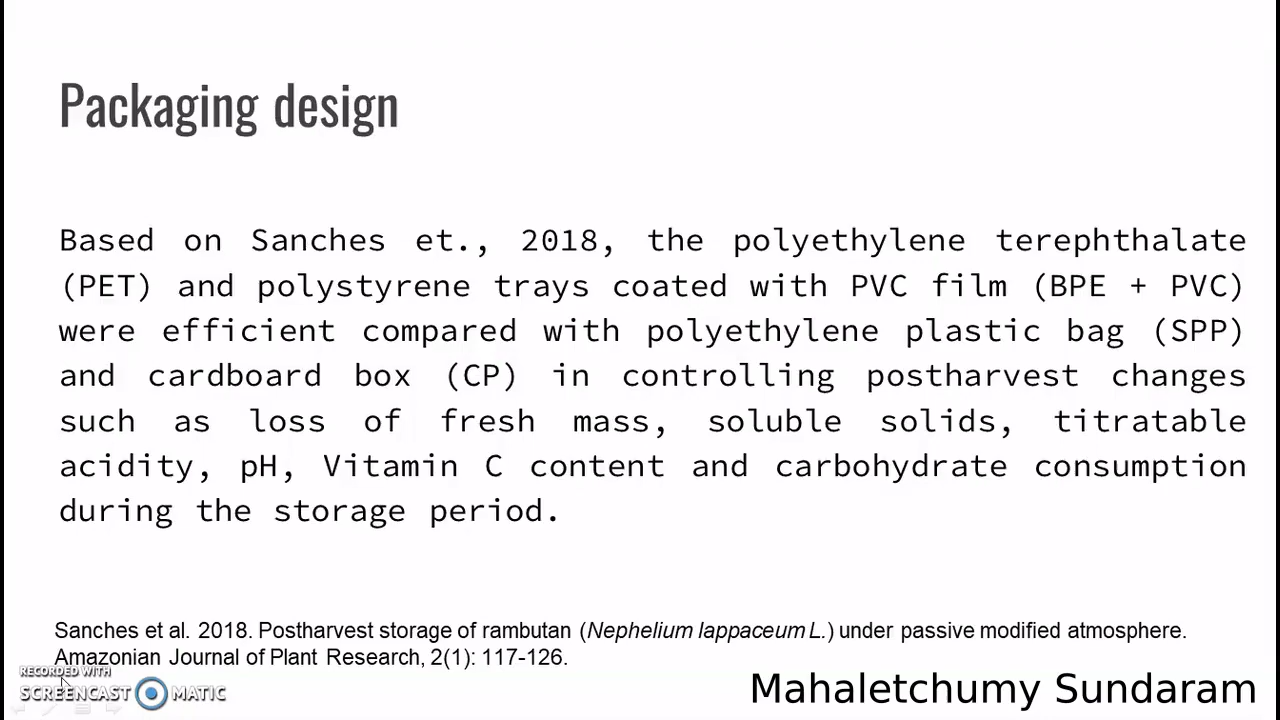 Packaging design
Based on Sanches et., 2018, the polyethylene terephthalate
(PET) and polystyrene trays coated with PVC film (BPE + PVC)
were efficient compared with polyethylene plastic bag (SPP)
and cardboard box (CP) in controlling postharvest changes
such as loss of fresh mass, soluble solids, titratable
acidity, pH, Vitamin C content and carbohydrate consumption
during the storage period.
Sanches et al. 2018. Postharvest storage of rambutan (Nephelium lappaceum L.) under passive modified atmosphere.
Amazonian Journal of Plant Research, 2(1): 117-126.
RECORDED WITH
SCREENCAST MATIC
Mahaletchumy Sundaram